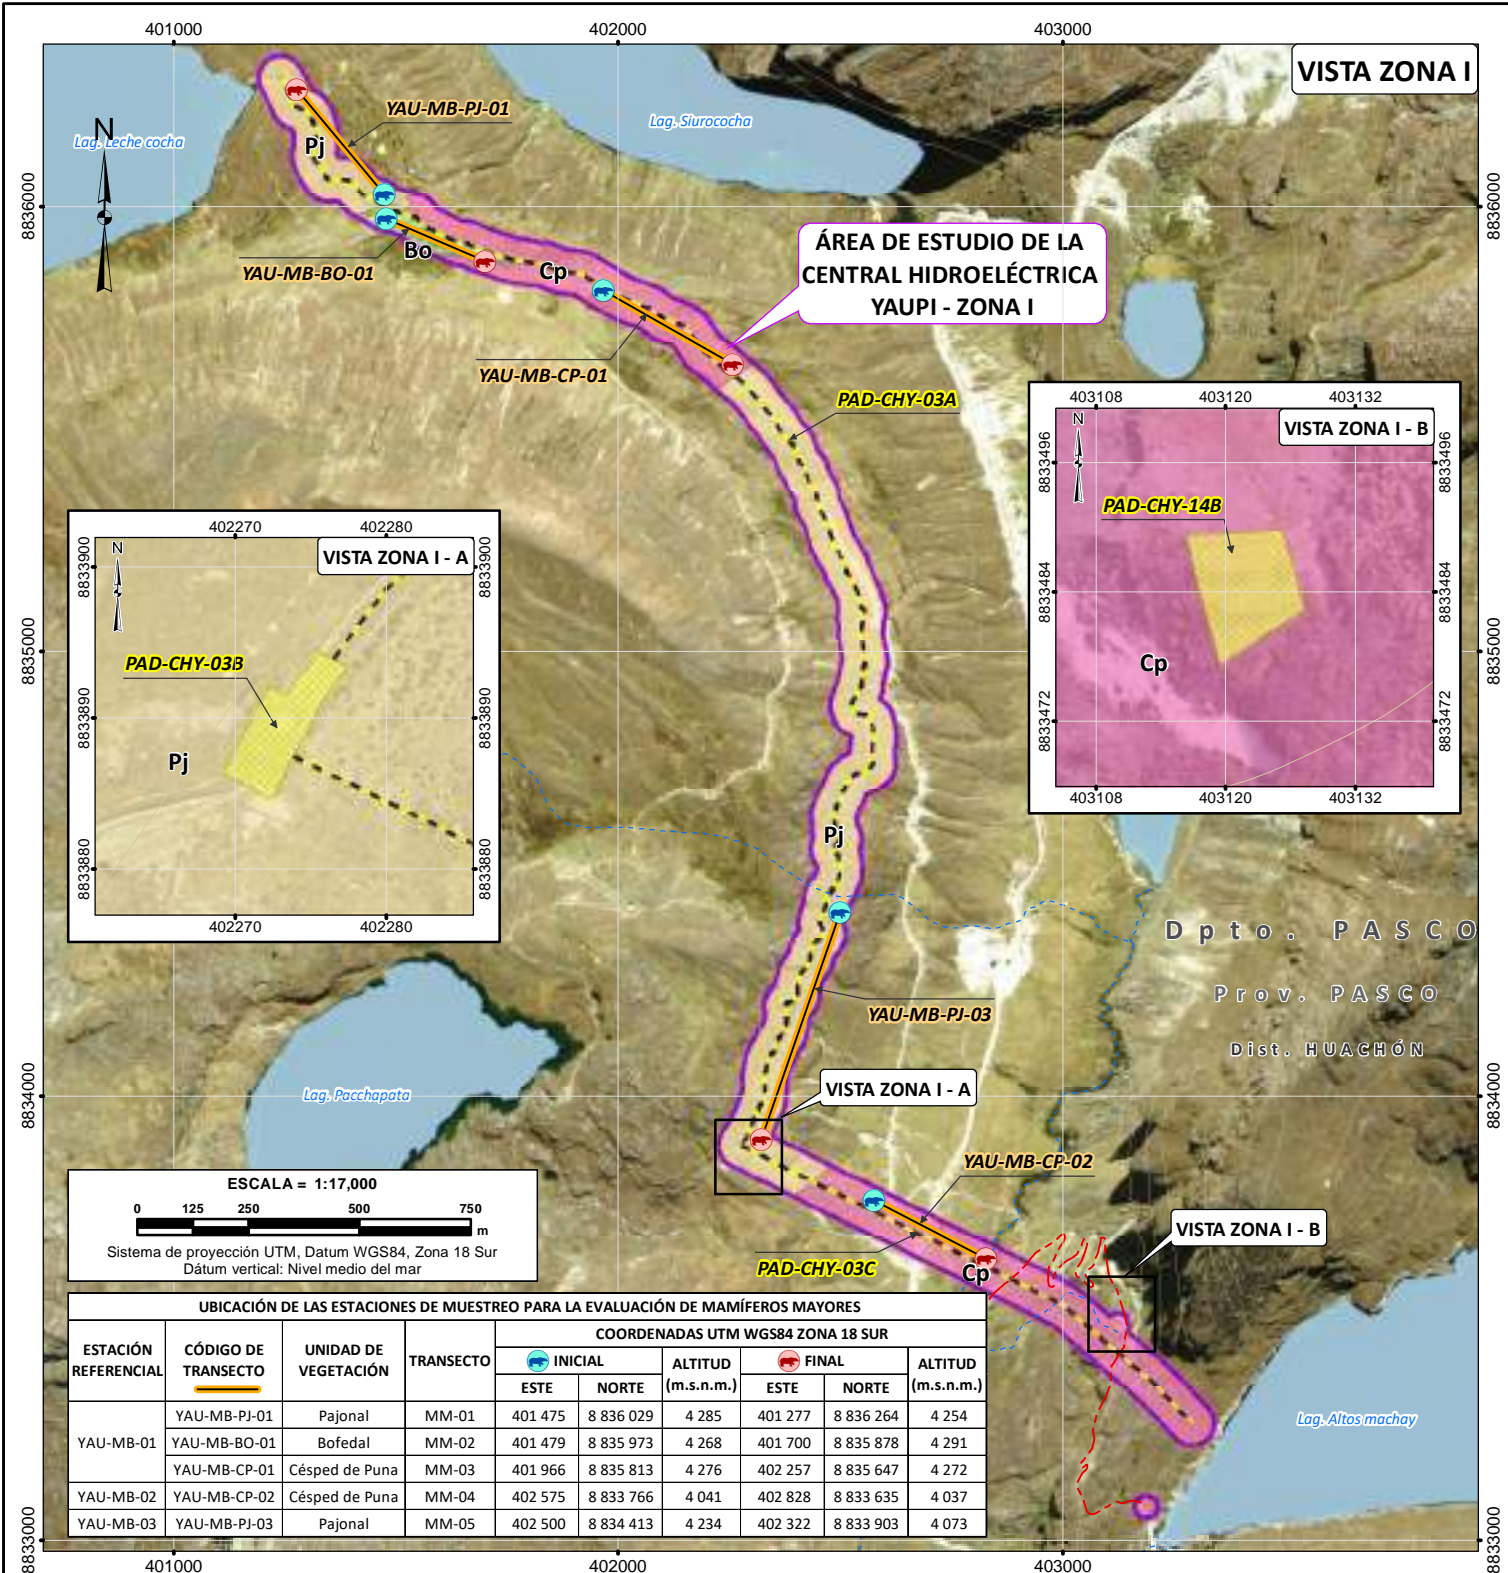 401000 402000 403000
VISTA ZONA I
N
Lag. Leche cocha
YAU-MB-PJ-01
Lag. Siurococha
Pj
8836000 8836000
Bo
YAU-MB-BO-01
Cp
ÁREA DE ESTUDIO DE LA
CENTRAL HIDROELÉCTRICA
YAUPI - ZONA I
YAU-MB-CP-01
PAD-CHY-03A
403108 403120 403132
VISTA ZONA I - B
N
8833496 8833496
PAD-CHY-14B
8833484 8833484
Cp
8833472 8833472
403108 403120 403132
402270 402280
VISTA ZONA I - A
N
8833900 8833900
PAD-CHY-03B
8833890 8833890
Pj
8833880 8833880
402270 402280
8835000 8835000
Pj
Dpto. PASCO
Prov. PASCO
Dist. HUACHÓN
YAU-MB-PJ-03
Lag. Pacchapata
8834000 8834000
VISTA ZONA I - A
YAU-MB-CP-02
VISTA ZONA I - B
PAD-CHY-03C
Cp
Lag. Altos machay
ESCALA = 1:17,000
0 125 250 500 750
m
Sistema de proyección UTM, Datum WGS84, Zona 18 Sur
Dátum vertical: Nivel medio del mar
UBICACIÓN DE LAS ESTACIONES DE MUESTREO PARA LA EVALUACIÓN DE MAMÍFEROS MAYORES
ESTACIÓN REFERENCIAL CÓDIGO DE TRANSECTO UNIDAD DE VEGETACIÓN TRANSECTO COORDENADAS UTM WGS84 ZONA 18 SUR
INICIAL ALTITUD (m.s.n.m.) FINAL ALTITUD (m.s.n.m.)
ESTE NORTE ESTE NORTE
YAU-MB-01 YAU-MB-PJ-01 Pajonal MM-01 401 475 8 836 029 4 285 401 277 8 836 264 4 254
YAU-MB-BO-01 Bofedal MM-02 401 479 8 835 973 4 268 401 700 8 835 878 4 291
YAU-MB-CP-01 Césped de Puna MM-03 401 966 8 835 813 4 276 402 257 8 835 647 4 272
YAU-MB-02 YAU-MB-CP-02 Césped de Puna MM-04 402 575 8 833 766 4 041 402 828 8 833 635 4 037
YAU-MB-03 YAU-MB-PJ-03 Pajonal MM-05 402 500 8 834 413 4 234 402 322 8 833 903 4 073
8833000 8833000
401000 402000 403000